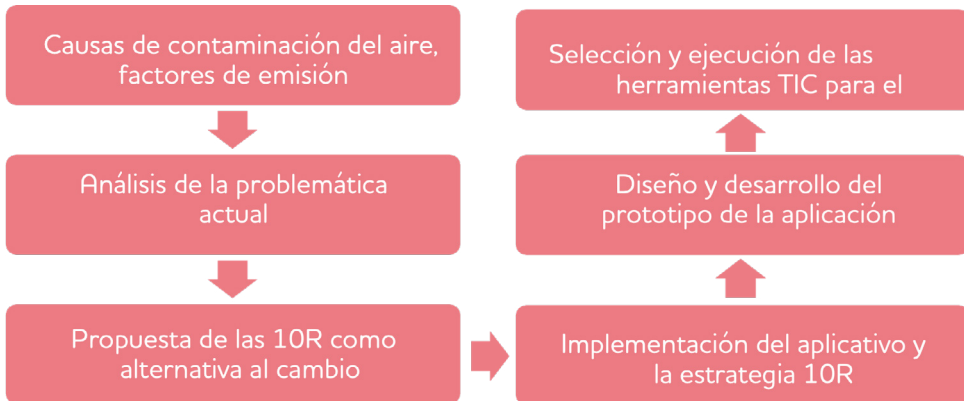 Causas de contaminación del aire,
factores de emisión
Análisis de la problemática
actual
Propuesta de las 10R como
alternativa al cambio
Implementación del aplicativo y
la estrategia 10R
Diseño y desarrollo del
prototipo de la aplicación
Selección y ejecución de las
herramientas TIC para el